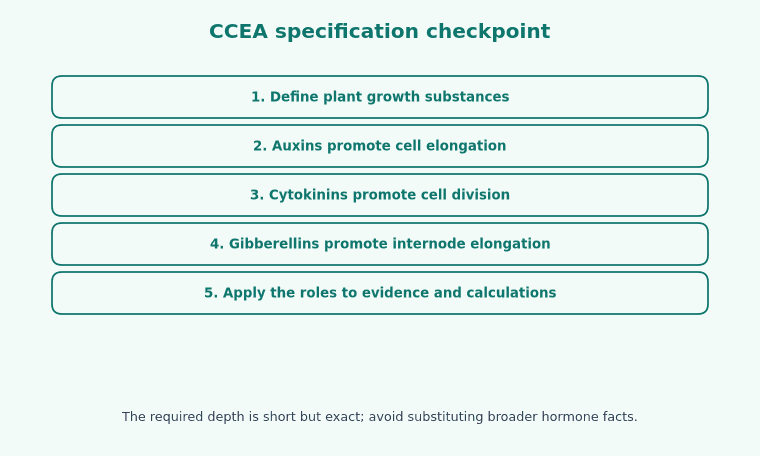 CCEA specification checkpoint
1. Define plant growth substances
2. Auxins promote cell elongation
3. Cytokinins promote cell division
4. Gibberellins promote internode elongation
5. Apply the roles to evidence and calculations
The required depth is short but exact; avoid substituting broader hormone facts.